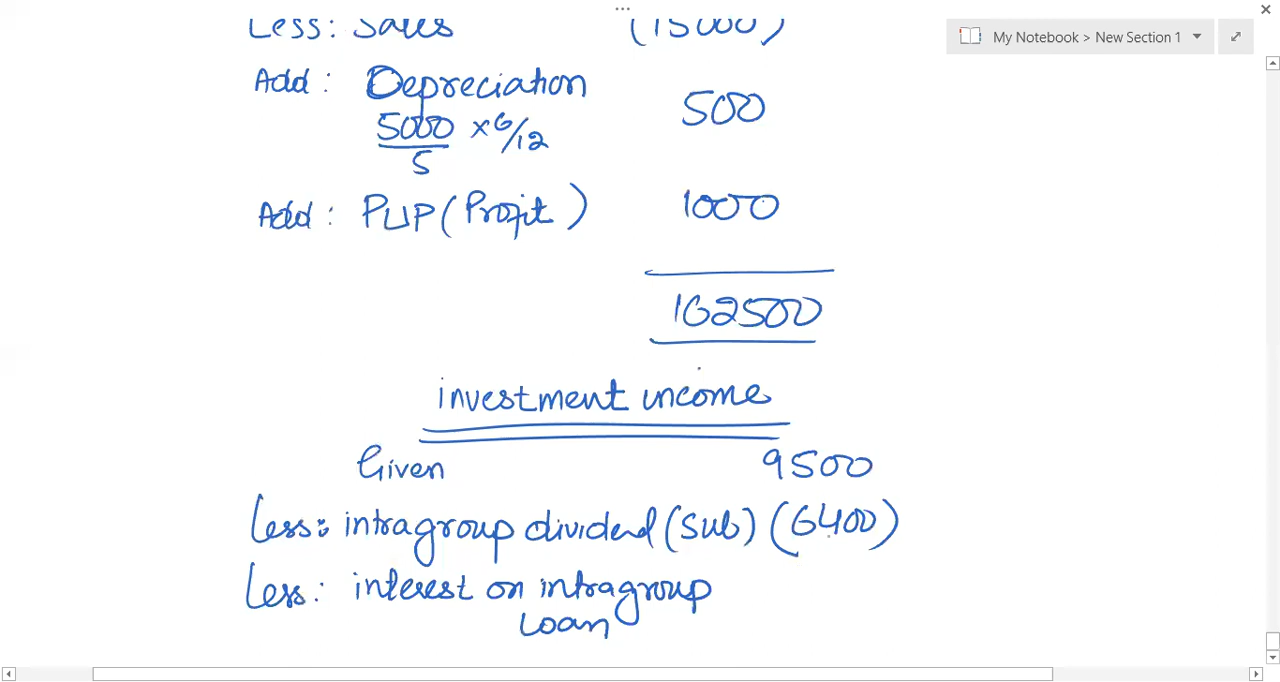 ...
My Notebook > New Section 1
Less: Sales (15000)
Add: Depreciation 500
5000/5 × 6/12
Add: PUP (Profit) 1000
162500
investment income
Given 9500
Less: intragroup dividend (Sub) (6400)
Less: interest on intragroup
Loan